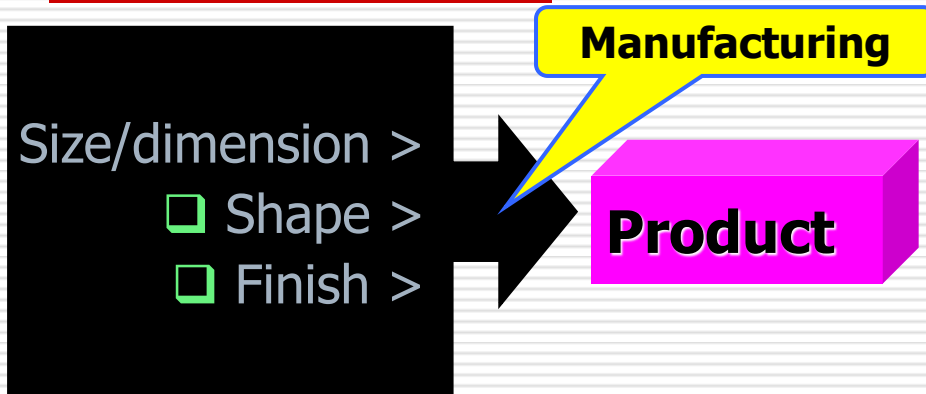 Manufacturing
Size/dimension >
❑ Shape >
❑ Finish >
Product